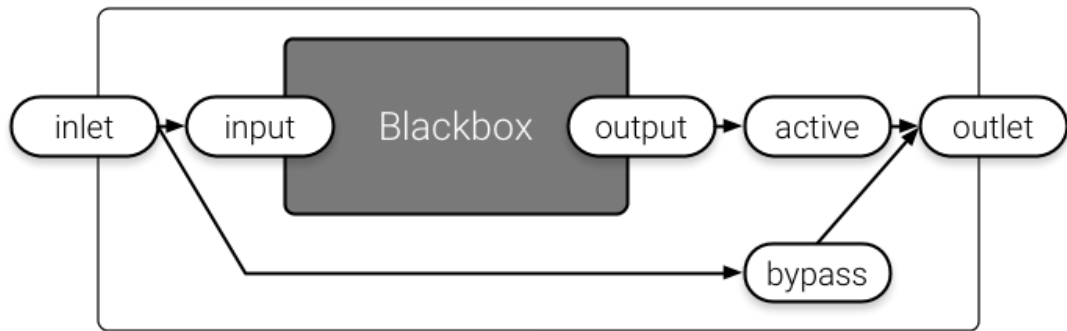 inlet
input
Blackbox
output
active
outlet
bypass